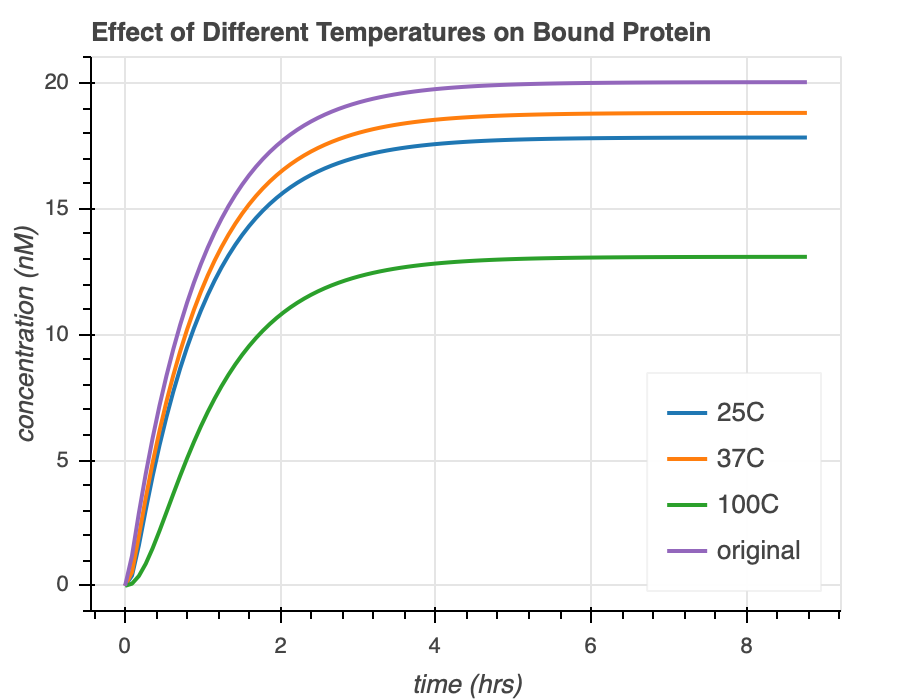 Effect of Different Temperatures on Bound Protein
20
15
10
5
0
concentration (nM)
25C
37C
100C
original
0 2 4 6 8
time (hrs)